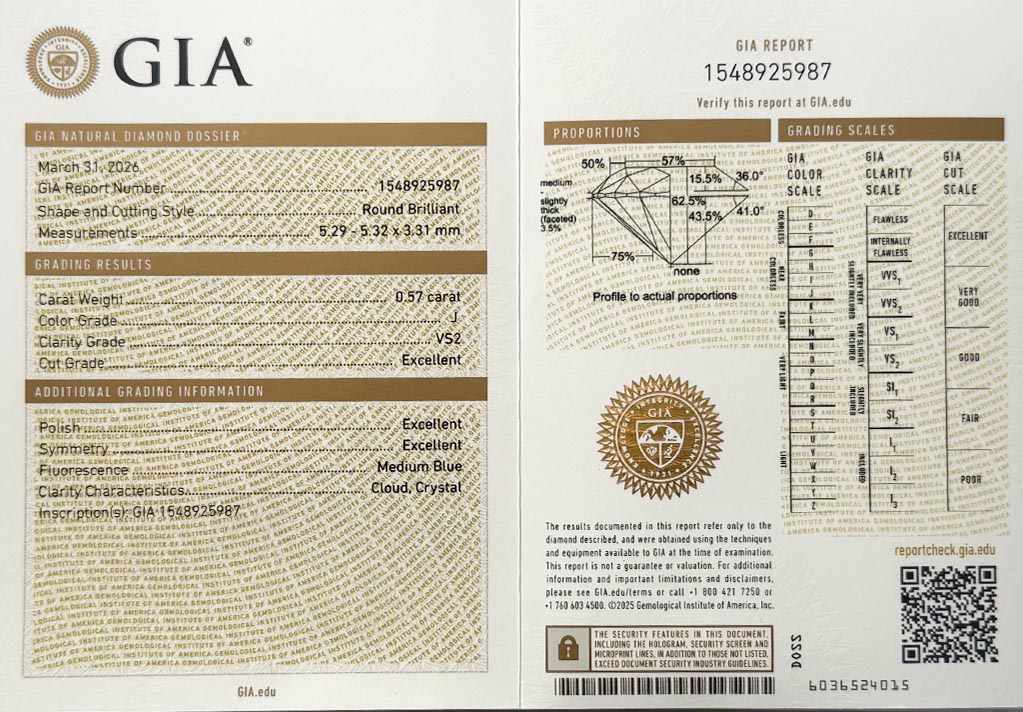 GIA®
GIA NATURAL DIAMOND DOSSIER
March 31, 2026
GIA Report Number 1548925987
Shape and Cutting Style Round Brilliant
Measurements 5.29 - 5.32 x 3.31 mm
GRADING RESULTS
Carat Weight 0.57 carat
Color Grade J
Clarity Grade VS2
Cut Grade Excellent
ADDITIONAL GRADING INFORMATION
Polish Excellent
Symmetry Excellent
Fluorescence Medium Blue
Clarity Characteristics Cloud, Crystal
Inscription(s): GIA 1548925987
GIA.edu
GIA REPORT
1548925987
Verify this report at GIA.edu
PROPORTIONS
50%
57%
15.5%
36.0°
medium
-
slightly
thick
(faceted)
3.5%
62.5%
43.5%
41.0°
75%
none
Profile to actual proportions
GIA
The results documented in this report refer only to the
diamond described, and were obtained using the techniques
and equipment available to GIA at the time of examination.
This report is not a guarantee or valuation. For additional
information and important limitations and disclaimers,
please see GIA.edu/terms or call +1 800 421 7250 or
+1 760 603 4500. ©2025 Gemological Institute of America, Inc.
THE SECURITY FEATURES IN THIS DOCUMENT,
INCLUDING THE HOLOGRAM, SECURITY SCREEN AND
MICROPRINT LINES, IN ADDITION TO THOSE NOT LISTED,
EXCEED DOCUMENT SECURITY INDUSTRY GUIDELINES.
GRADING SCALES
GIA
COLOR
SCALE
COLORLESS
D
E
F
NEAR COLORLESS
G
H
I
J
FAINT
K
L
M
VERY LIGHT
N
O
P
Q
R
LIGHT
S
T
U
V
W
X
Y
Z
GIA
CLARITY
SCALE
FLAWLESS
INTERNALLY
FLAWLESS
VERY VERY SLIGHTLY INCLUDED
VVS1
VVS2
VERY SLIGHTLY INCLUDED
VS1
VS2
SLIGHTLY INCLUDED
SI1
SI2
INCLUDED
I1
I2
I3
GIA
CUT
SCALE
EXCELLENT
VERY
GOOD
GOOD
FAIR
POOR
reportcheck.gia.edu
6036524015